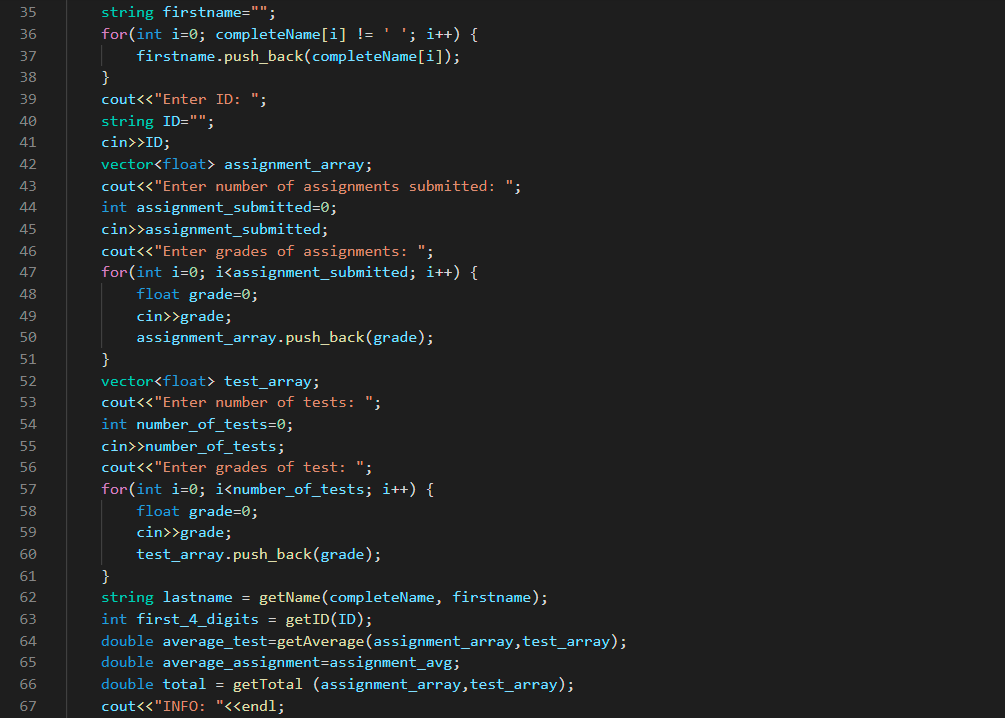 35 string firstname="";
36 for(int i=0; completeName[i] != ' '; i++) {
37 firstname.push_back(completeName[i]);
38 }
39 cout<<"Enter ID: ";
40 string ID="";
41 cin>>ID;
42 vector<float> assignment_array;
43 cout<<"Enter number of assignments submitted: ";
44 int assignment_submitted=0;
45 cin>>assignment_submitted;
46 cout<<"Enter grades of assignments: ";
47 for(int i=0; i<assignment_submitted; i++) {
48 float grade=0;
49 cin>>grade;
50 assignment_array.push_back(grade);
51 }
52 vector<float> test_array;
53 cout<<"Enter number of tests: ";
54 int number_of_tests=0;
55 cin>>number_of_tests;
56 cout<<"Enter grades of test: ";
57 for(int i=0; i<number_of_tests; i++) {
58 float grade=0;
59 cin>>grade;
60 test_array.push_back(grade);
61 }
62 string lastname = getName(completeName, firstname);
63 int first_4_digits = getID(ID);
64 double average_test=getAverage(assignment_array,test_array);
65 double average_assignment=assignment_avg;
66 double total = getTotal (assignment_array,test_array);
67 cout<<"INFO: "<<endl;